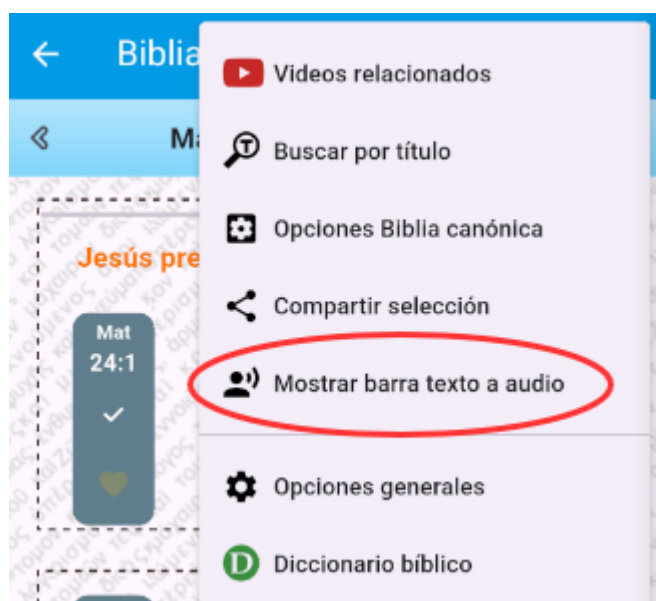 Biblia
Videos relacionados
Buscar por título
Opciones Biblia canónica
Jesús pre
Compartir selección
Mat
24:1
Mostrar barra texto a audio
Opciones generales
Diccionario bíblico